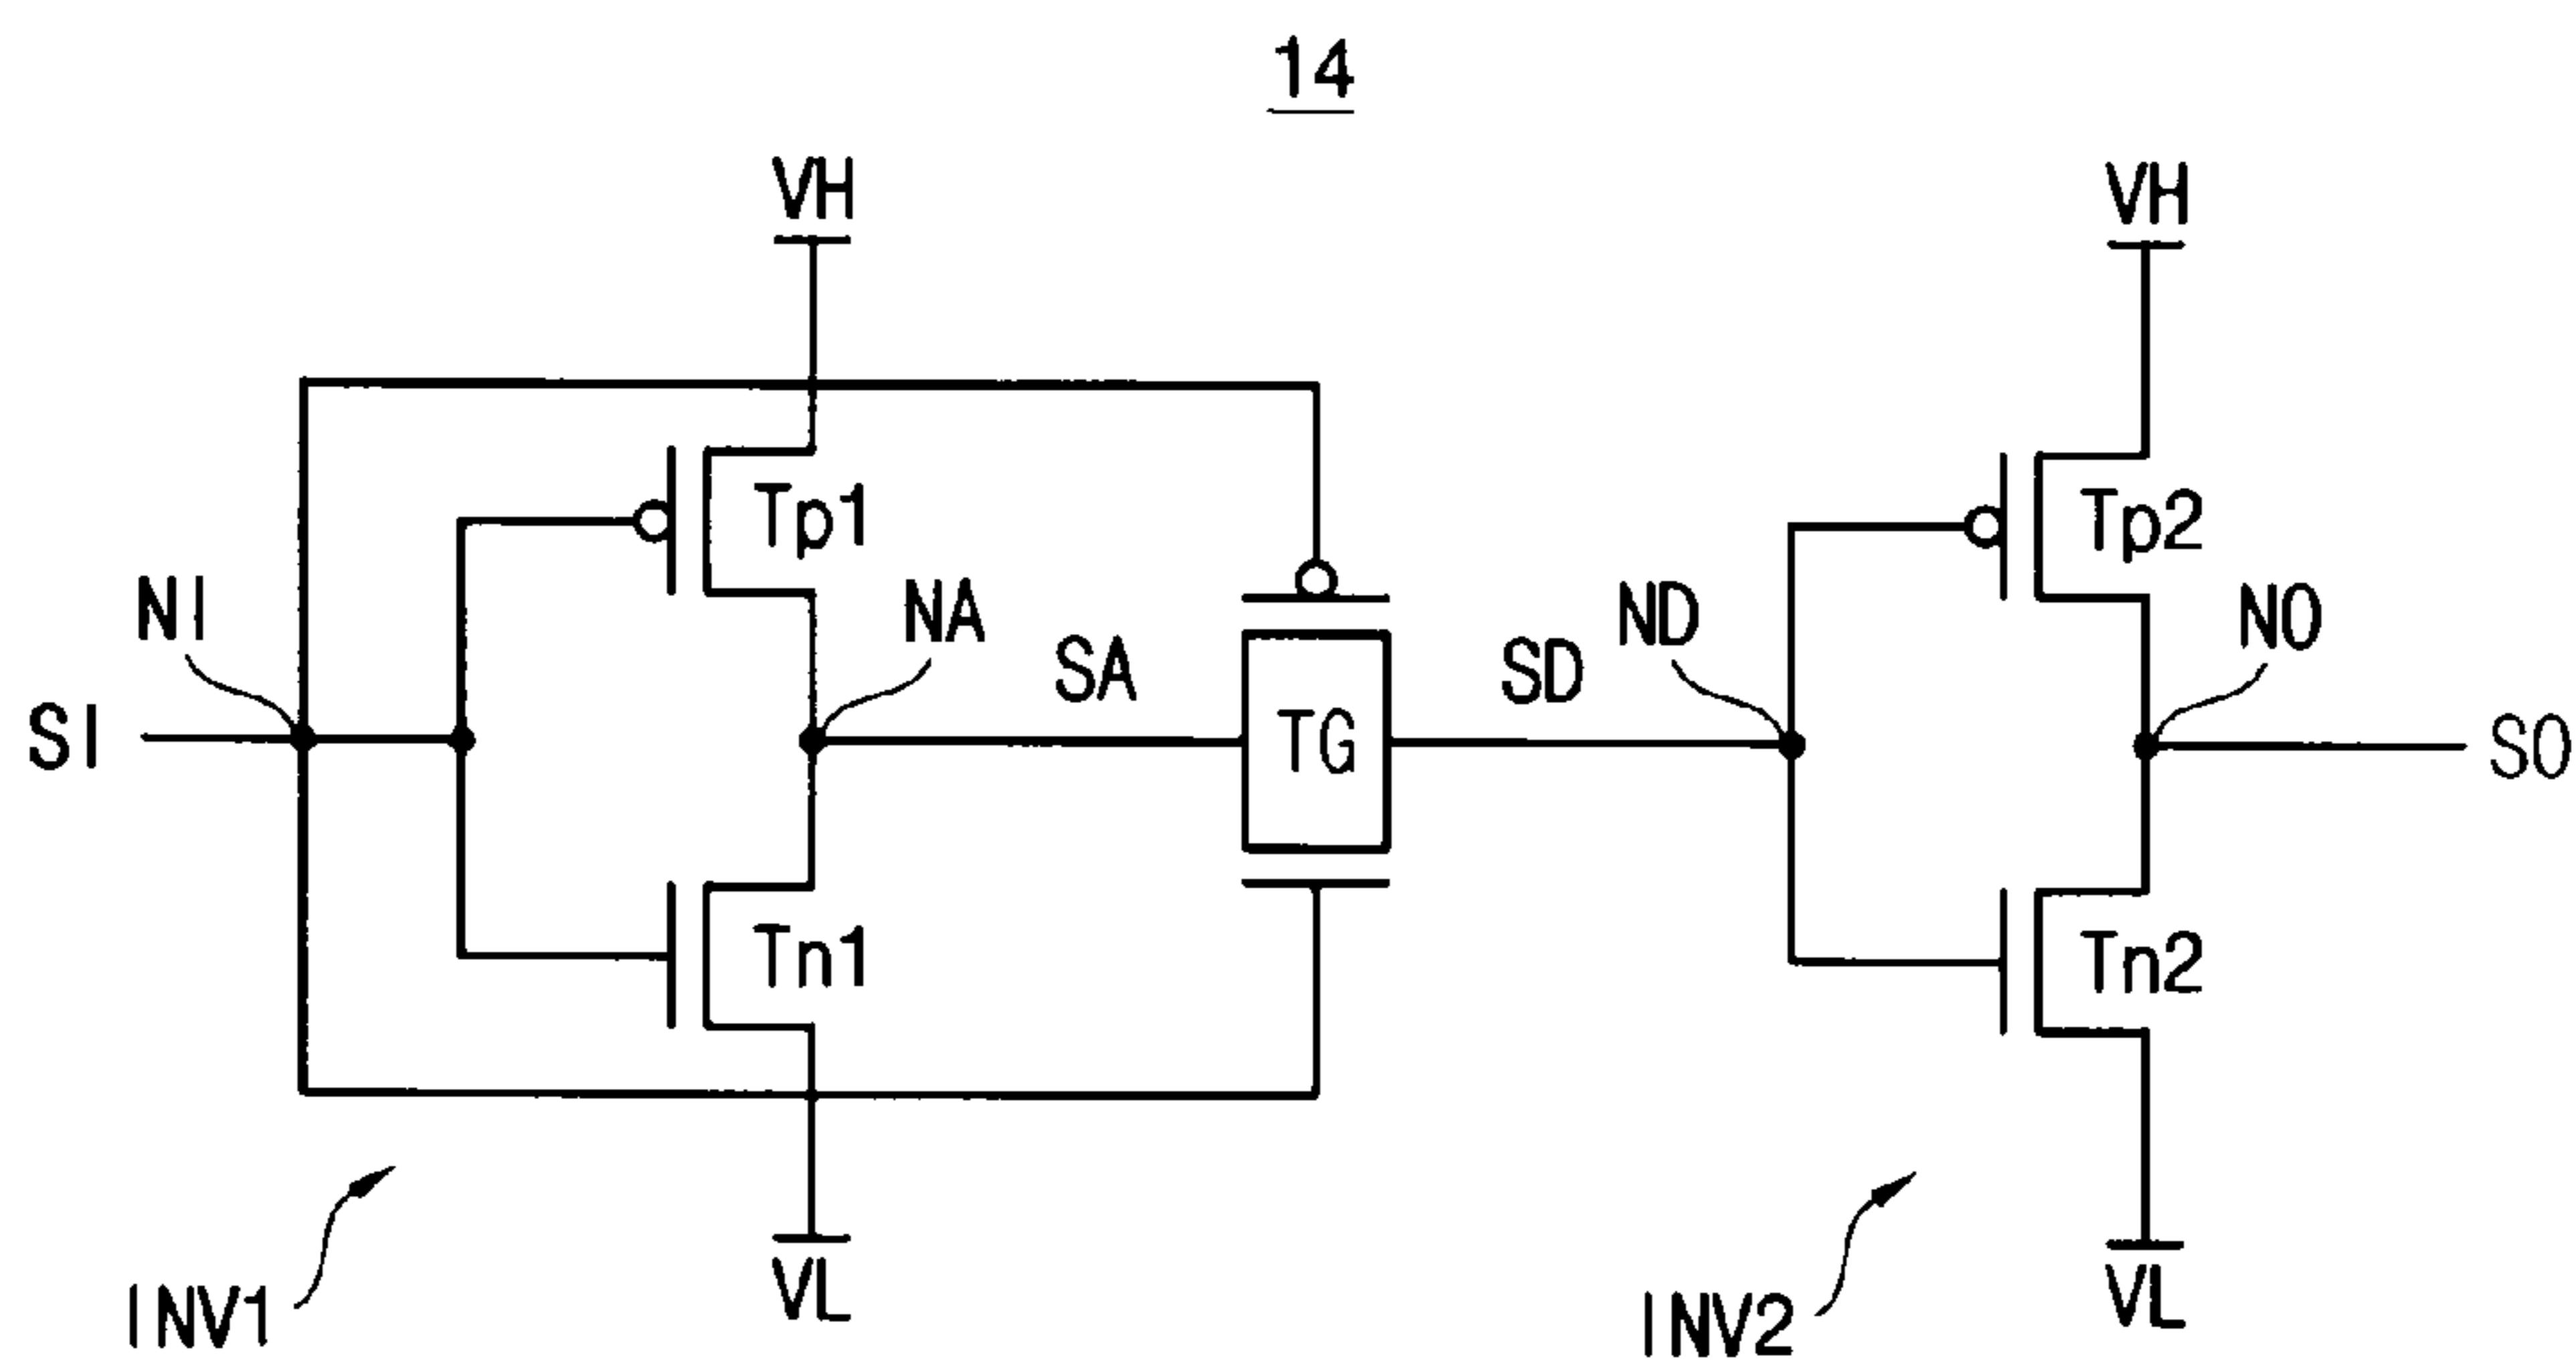 14
VH
VH
Tp1
Tp2
NI
NA
SA
SD
ND
NO
SI
TG
SO
Tn1
Tn2
INV1
VL
INV2
VL